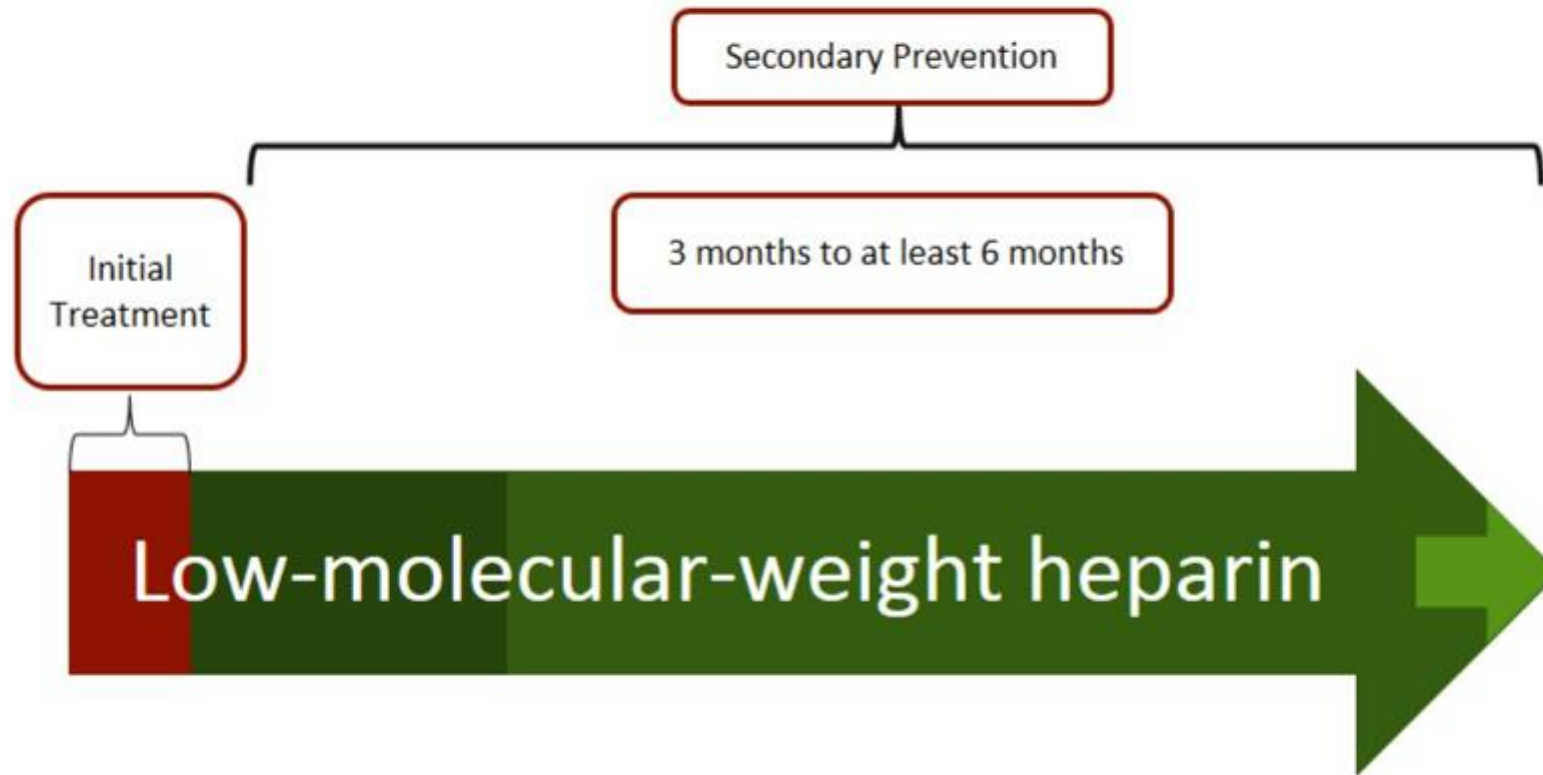 Secondary Prevention
3 months to at least 6 months
Initial
Treatment
Low-molecular-weight heparin